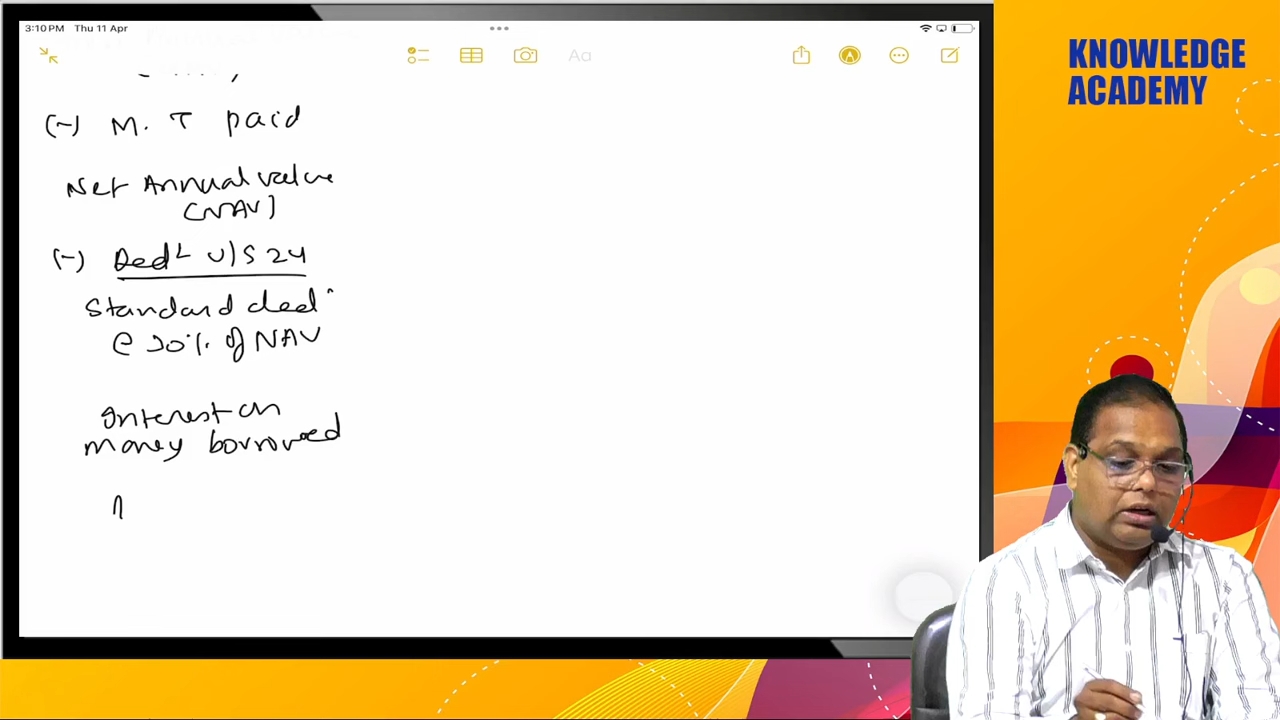 3:10 PM Thu 11 Apr
KNOWLEDGE
ACADEMY
Aa
(-) M. T paid
Net Annual value
(NAV)
(-) Dedn U/S 24
Standard dedn
@ 30% of NAV
Interest on
money borrowed